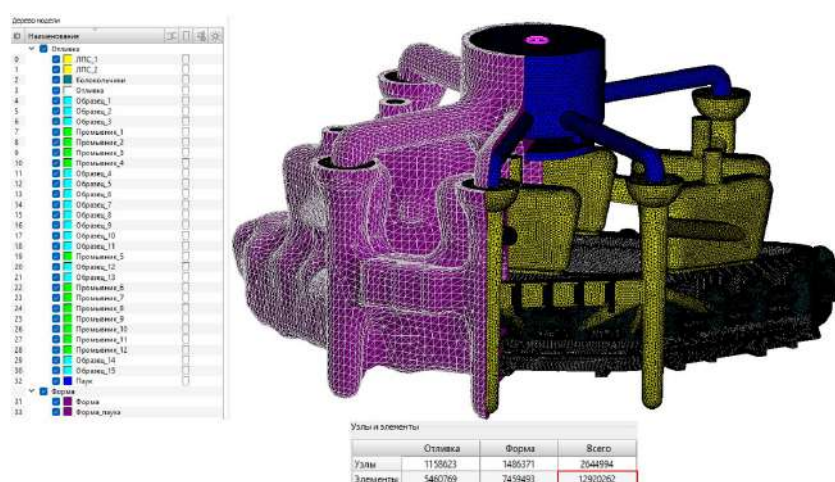 Дерево модели
ID Наименование
Отливка
0 ЛПС_1
1 ЛПС_2
2 Колокольчики
3 Отливка
4 Образец_1
5 Образец_2
6 Образец_3
7 Промывник_1
8 Промывник_2
9 Промывник_3
10 Промывник_4
11 Образец_4
12 Образец_5
13 Образец_6
14 Образец_7
15 Образец_8
16 Образец_9
17 Образец_10
18 Образец_11
19 Промывник_5
20 Образец_12
21 Образец_13
22 Промывник_6
23 Промывник_7
24 Промывник_8
25 Промывник_9
26 Промывник_10
27 Промывник_11
28 Промывник_12
29 Образец_14
30 Образец_15
32 Паук
Форма
31 Форма
33 Форма_паука
Узлы и элементы
Отливка Форма Всего
Узлы 1158623 1486371 2644994
Элементы 5460769 7459493 12920262